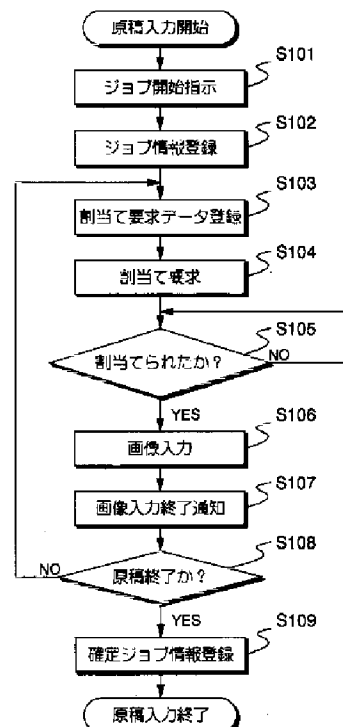 原稿入力開始
S101
ジョブ開始指示
S102
ジョブ情報登録
S103
割当て要求データ登録
S104
割当て要求
S105
割当てられたか？
NO
YES
S106
画像入力
S107
画像入力終了通知
S108
NO
原稿終了か？
YES
S109
確定ジョブ情報登録
原稿入力終了